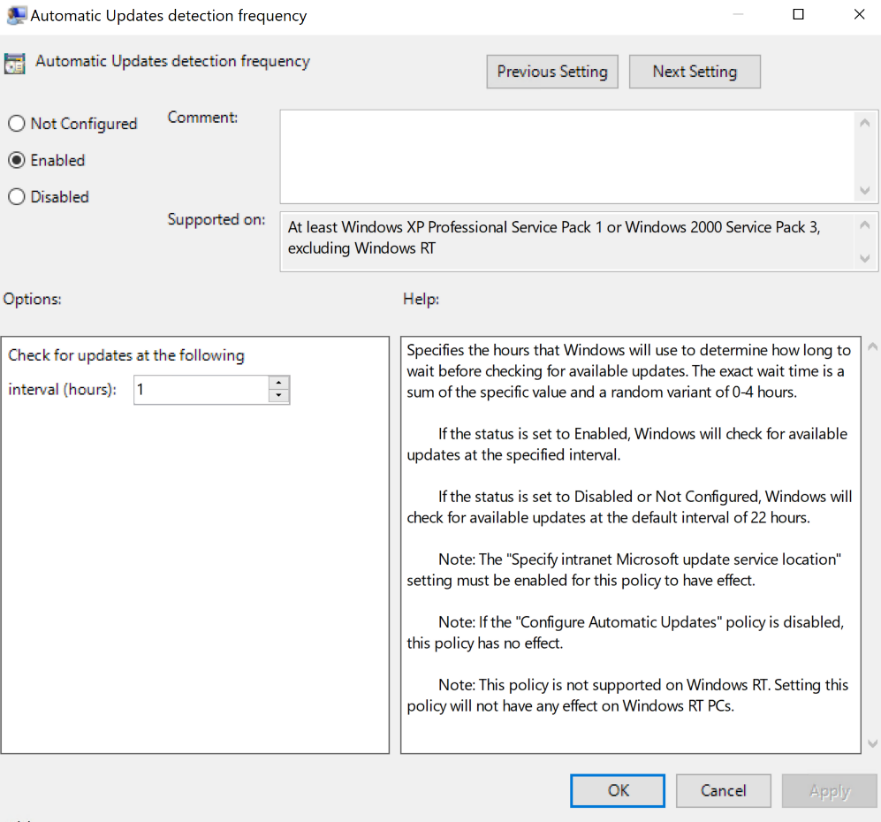 Automatic Updates detection frequency
Automatic Updates detection frequency
Previous Setting
Next Setting
Not Configured
Comment:
Enabled
Disabled
Supported on:
At least Windows XP Professional Service Pack 1 or Windows 2000 Service Pack 3,
excluding Windows RT
Options:
Help:
Check for updates at the following
interval (hours): 1
Specifies the hours that Windows will use to determine how long to
wait before checking for available updates. The exact wait time is a
sum of the specific value and a random variant of 0-4 hours.
If the status is set to Enabled, Windows will check for available
updates at the specified interval.
If the status is set to Disabled or Not Configured, Windows will
check for available updates at the default interval of 22 hours.
Note: The "Specify intranet Microsoft update service location"
setting must be enabled for this policy to have effect.
Note: If the "Configure Automatic Updates" policy is disabled,
this policy has no effect.
Note: This policy is not supported on Windows RT. Setting this
policy will not have any effect on Windows RT PCs.
OK
Cancel
Apply